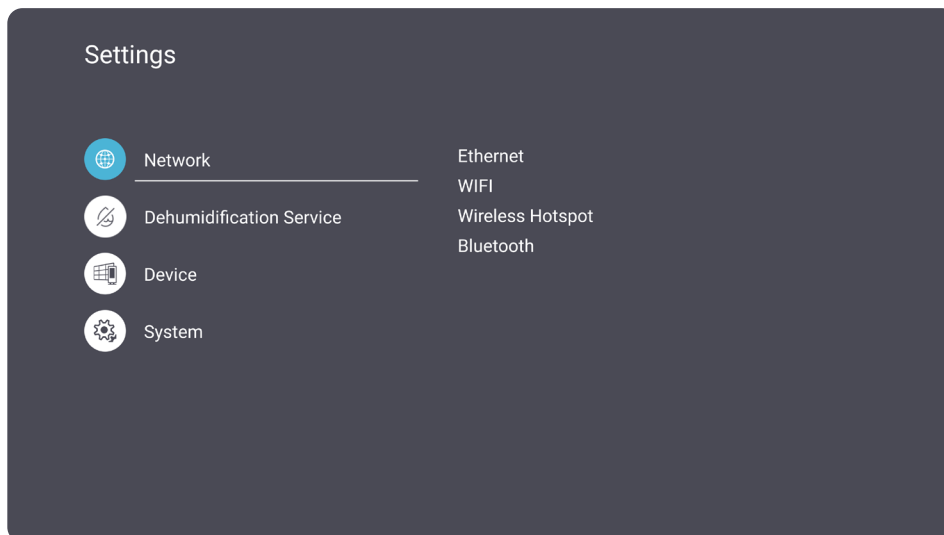 Settings
Network
Dehumidification Service
Device
System
Ethernet
WIFI
Wireless Hotspot
Bluetooth